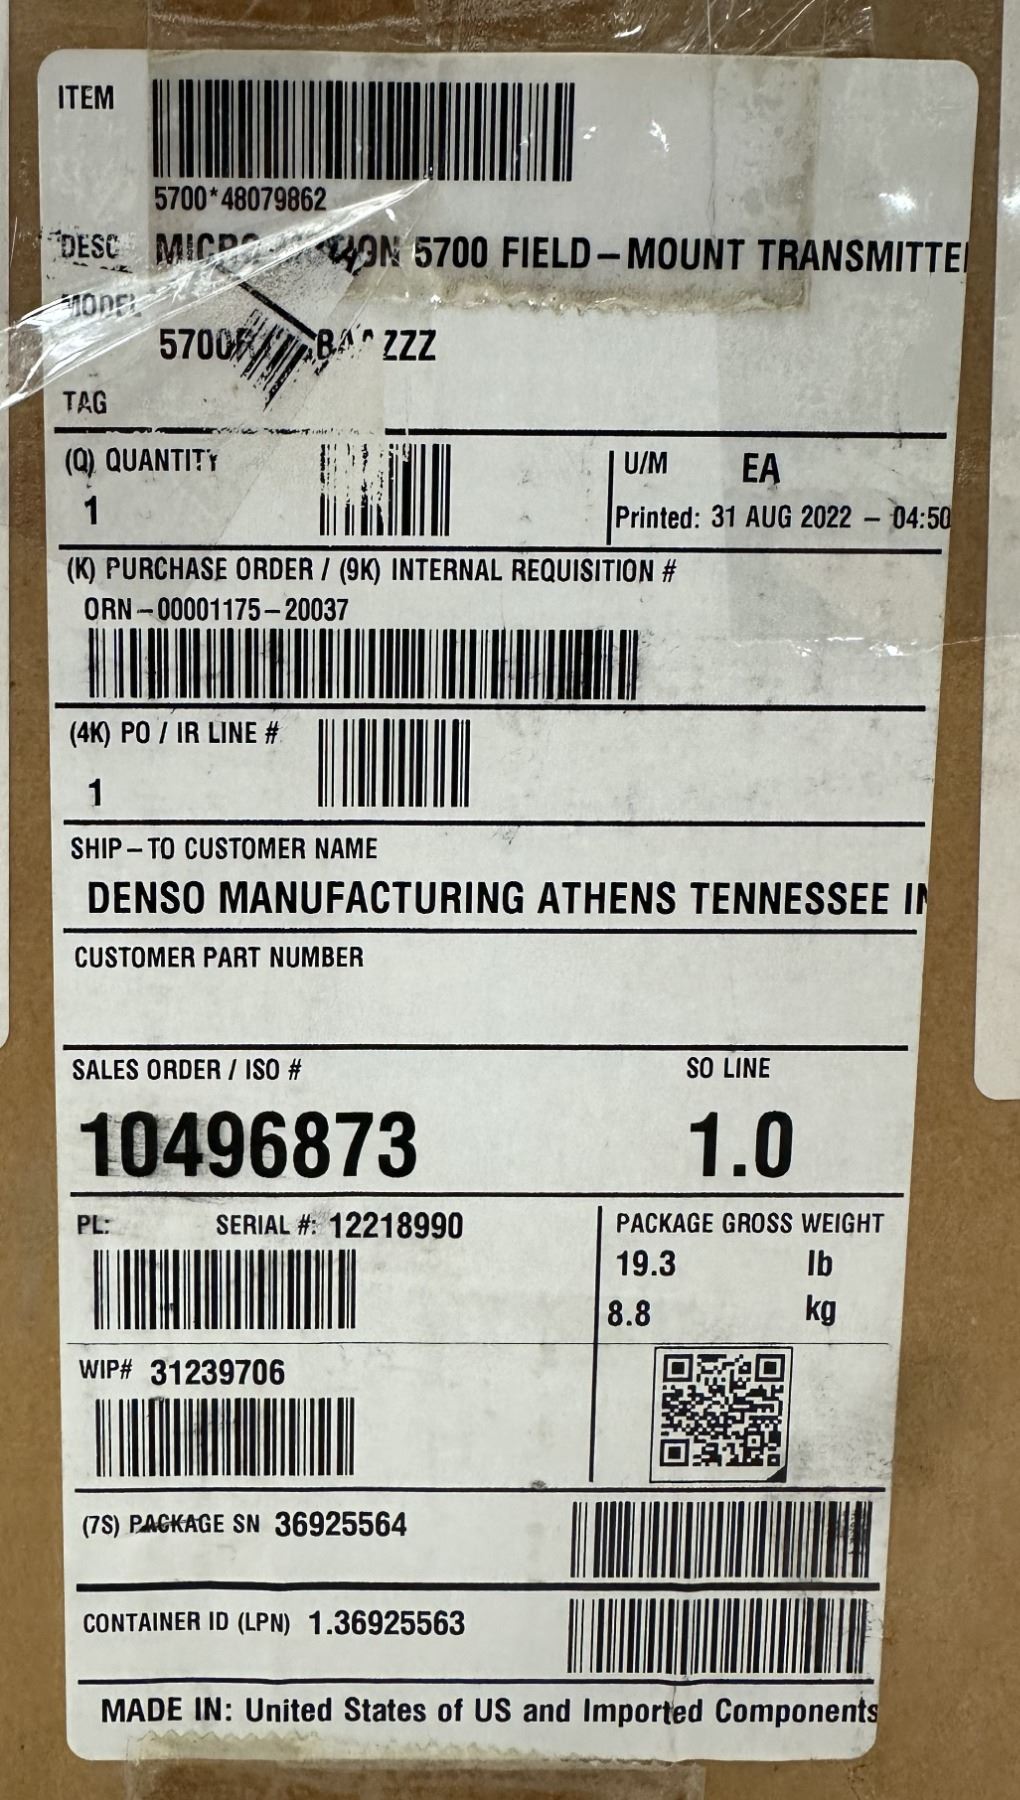 ITEM
5700*48079862
DESC 5700 FIELD-MOUNT TRANSMITTE
MODEL
ZZZ
TAG
(Q) QUANTITY
1
U/M EA
Printed: 31 AUG 2022 - 04:50
(K) PURCHASE ORDER / (9K) INTERNAL REQUISITION #
ORN-00001175-20037
(4K) PO / IR LINE #
1
SHIP-TO CUSTOMER NAME
DENSO MANUFACTURING ATHENS TENNESSEE IN
CUSTOMER PART NUMBER
SALES ORDER / ISO # SO LINE
10496873 1.0
PL: SERIAL #: 12218990
PACKAGE GROSS WEIGHT
19.3 lb
8.8 kg
WIP# 31239706
(7S) PACKAGE SN 36925564
CONTAINER ID (LPN) 1.36925563
MADE IN: United States of US and Imported Components